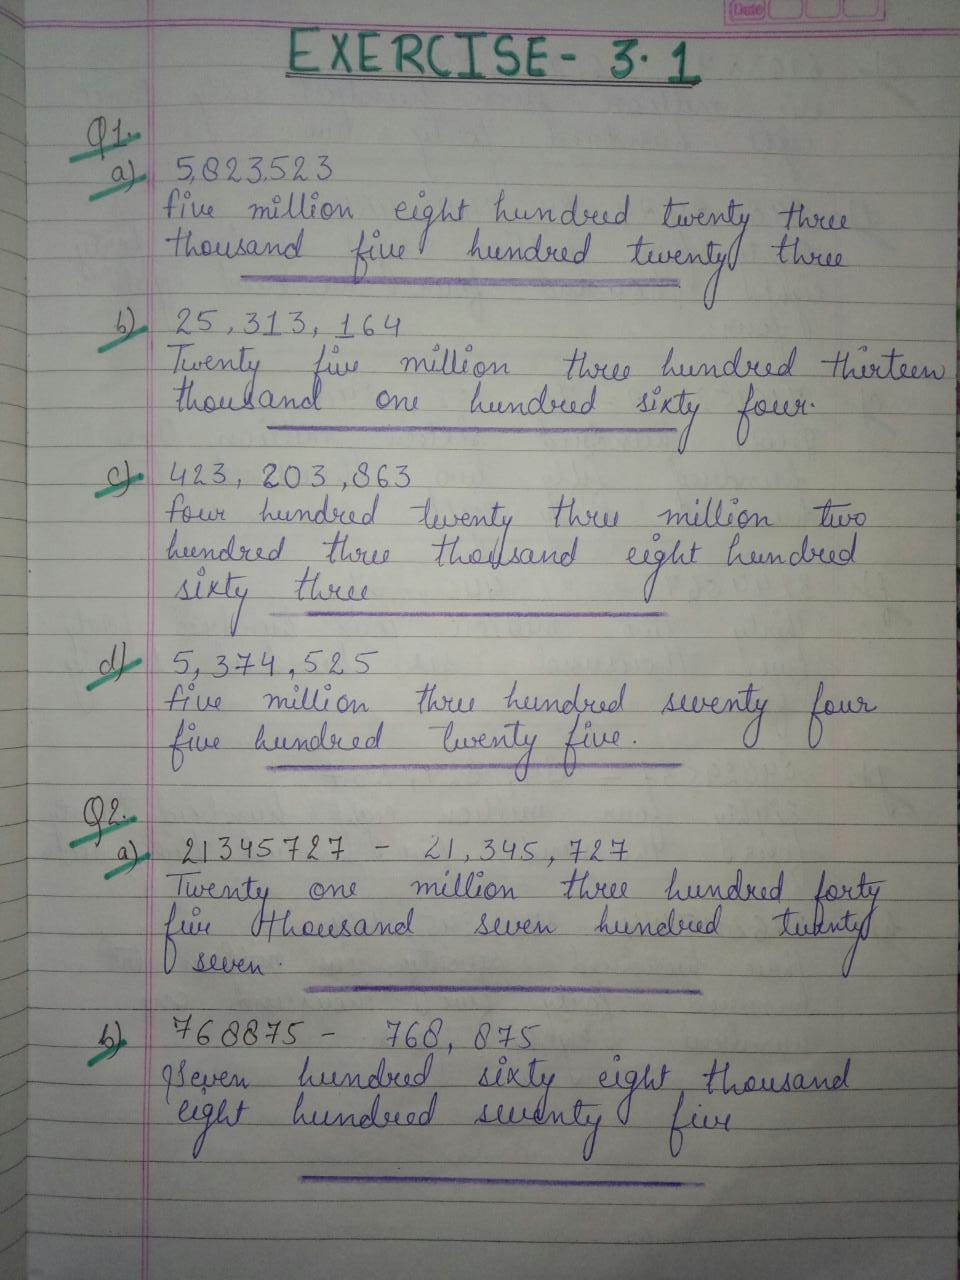 Date
EXERCISE - 3.1
Q1.
a) 5,823,523
five million eight hundred twenty three
thousand five hundred twenty three
b) 25,313,164
Twenty five million three hundred thirteen
thousand one hundred sixty four.
c) 423,203,863
four hundred twenty three million two
hundred three thousand eight hundred
sixty three
d) 5,374,525
five million three hundred seventy four
five hundred twenty five.
Q2.
a) 21345727 - 21,345,727
Twenty one million three hundred forty
five thousand seven hundred twenty
seven.
b) 768875 - 768,875
Seven hundred sixty eight thousand
eight hundred seventy five